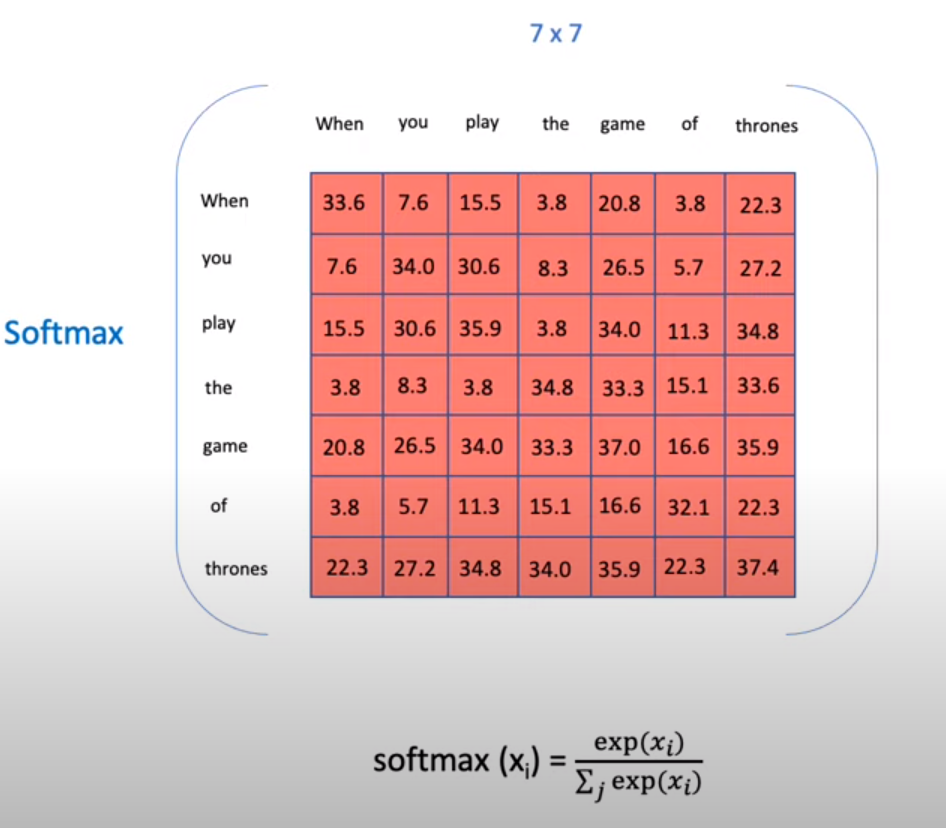 7 x 7
When you play the game of thrones
When 33.6 7.6 15.5 3.8 20.8 3.8 22.3
you 7.6 34.0 30.6 8.3 26.5 5.7 27.2
Softmax
play 15.5 30.6 35.9 3.8 34.0 11.3 34.8
the 3.8 8.3 3.8 34.8 33.3 15.1 33.6
game 20.8 26.5 34.0 33.3 37.0 16.6 35.9
of 3.8 5.7 11.3 15.1 16.6 32.1 22.3
thrones 22.3 27.2 34.8 34.0 35.9 22.3 37.4
softmax (xᵢ) = exp(xᵢ) / Σⱼ exp(xᵢ)